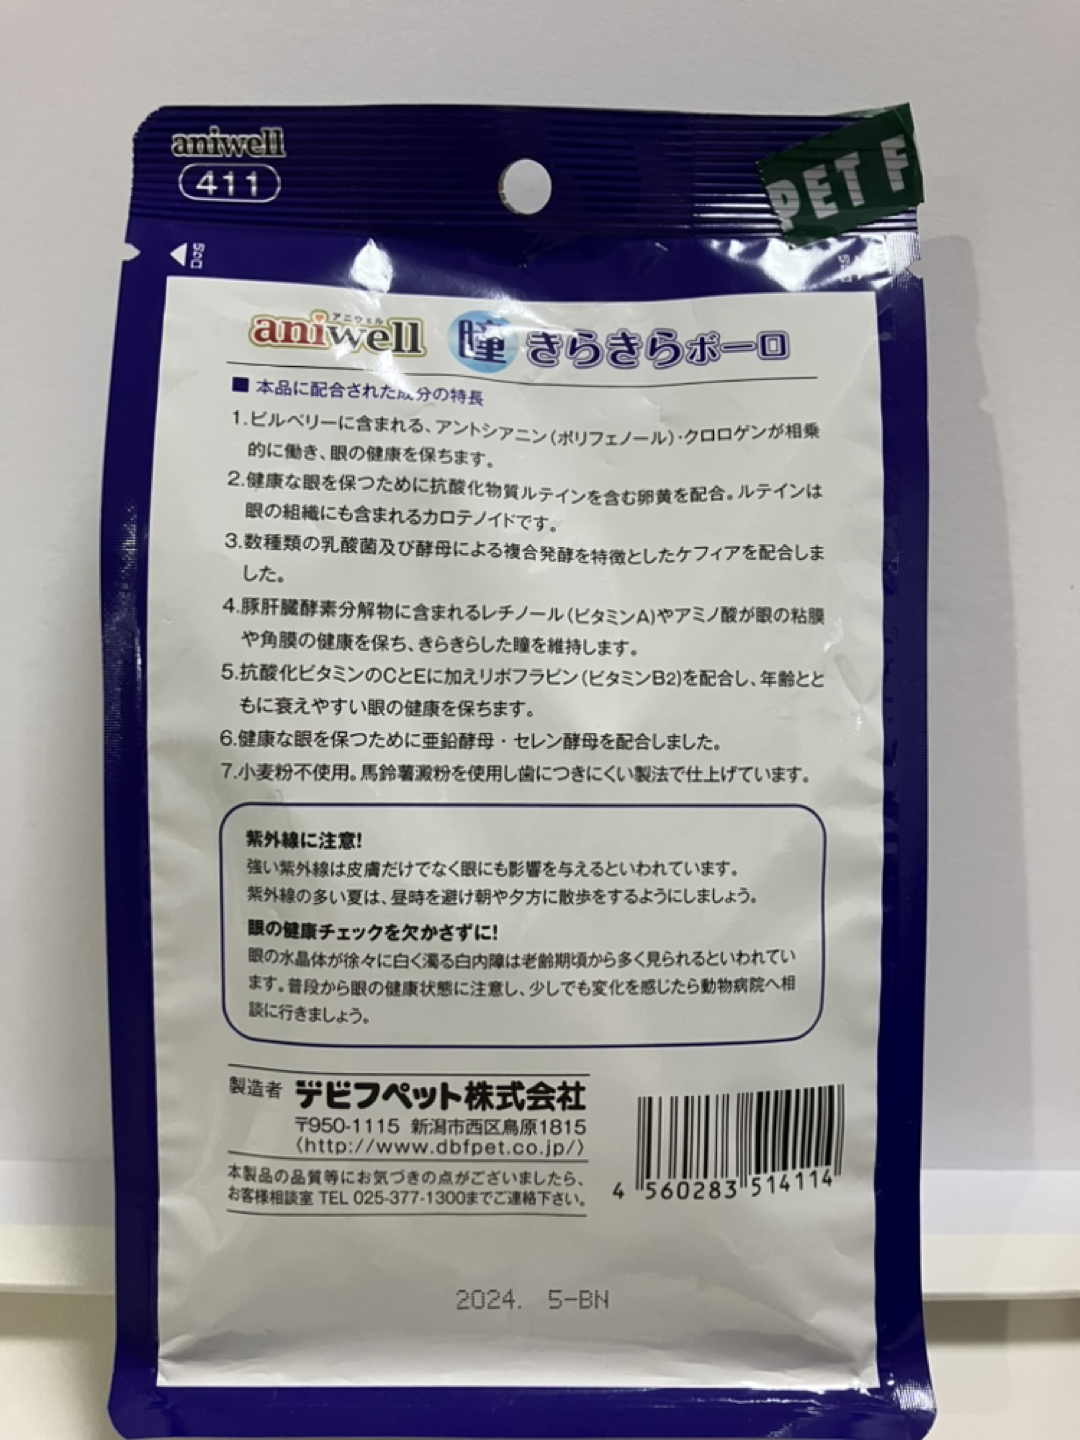 aniwell
411
PET F
切り口
切り口
アニウェル
aniwell 瞳 きらきらボーロ
■ 本品に配合された成分の特長
1.ビルベリーに含まれる、アントシアニン(ポリフェノール)・クロロゲンが相乗
的に働き、眼の健康を保ちます。
2.健康な眼を保つために抗酸化物質ルテインを含む卵黄を配合。ルテインは
眼の組織にも含まれるカロテノイドです。
3.数種類の乳酸菌及び酵母による複合発酵を特徴としたケフィアを配合しま
した。
4.豚肝臓酵素分解物に含まれるレチノール(ビタミンA)やアミノ酸が眼の粘膜
や角膜の健康を保ち、きらきらした瞳を維持します。
5.抗酸化ビタミンのCとEに加えリボフラビン(ビタミンB2)を配合し、年齢とと
もに衰えやすい眼の健康を保ちます。
6.健康な眼を保つために亜鉛酵母・セレン酵母を配合しました。
7.小麦粉不使用。馬鈴薯澱粉を使用し歯につきにくい製法で仕上げています。
紫外線に注意!
強い紫外線は皮膚だけでなく眼にも影響を与えるといわれています。
紫外線の多い夏は、昼時を避け朝や夕方に散歩をするようにしましょう。
眼の健康チェックを欠かさずに!
眼の水晶体が徐々に白く濁る白内障は老齢期頃から多く見られるといわれてい
ます。普段から眼の健康状態に注意し、少しでも変化を感じたら動物病院へ相
談に行きましょう。
製造者 デビフペット株式会社
〒950-1115 新潟市西区鳥原1815
〈http://www.dbfpet.co.jp/〉
本製品の品質等にお気づきの点がございましたら、
お客様相談室 TEL 025-377-1300までご連絡下さい。
4 560283 514114
2024. 5-BN